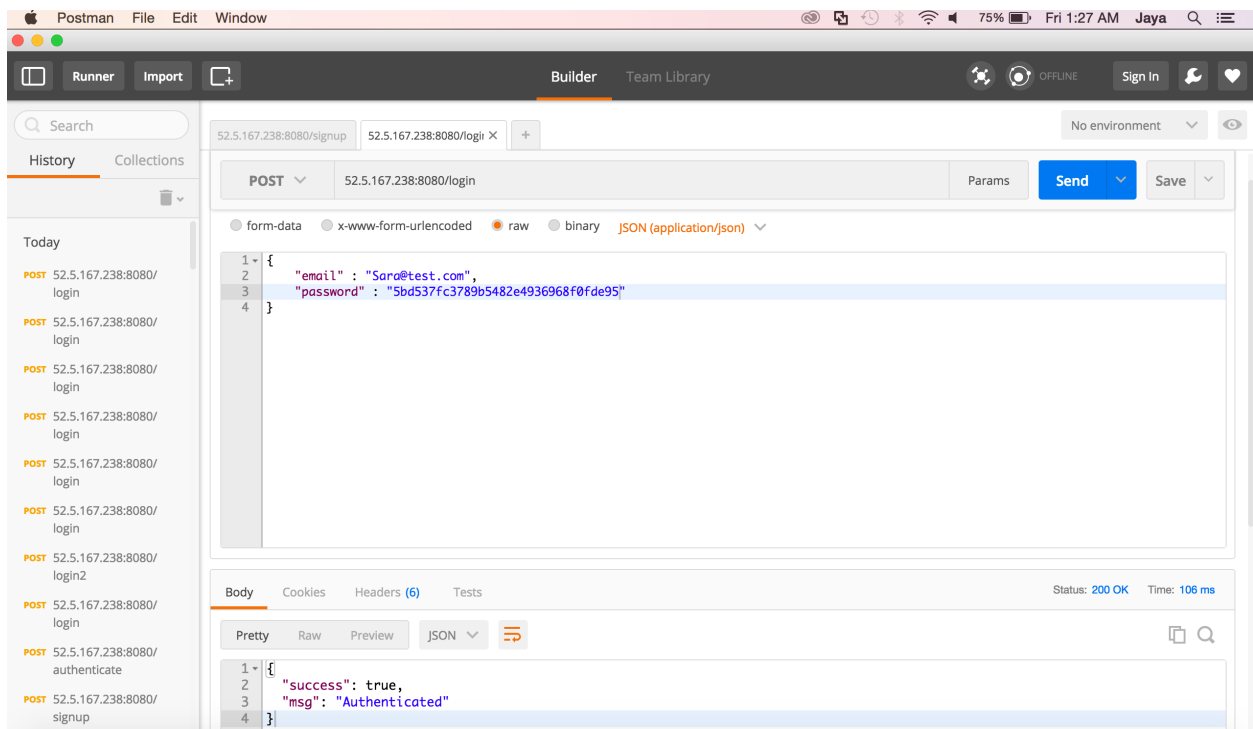 Postman File Edit Window 75% Fri 1:27 AM Jaya
Runner Import Builder Team Library OFFLINE Sign In
Search
History Collections
Today
POST 52.5.167.238:8080/
login
POST 52.5.167.238:8080/
login
POST 52.5.167.238:8080/
login
POST 52.5.167.238:8080/
login
POST 52.5.167.238:8080/
login
POST 52.5.167.238:8080/
login
POST 52.5.167.238:8080/
login2
POST 52.5.167.238:8080/
login
POST 52.5.167.238:8080/
authenticate
POST 52.5.167.238:8080/
signup
52.5.167.238:8080/signup 52.5.167.238:8080/login No environment
POST 52.5.167.238:8080/login Params Send Save
form-data x-www-form-urlencoded raw binary JSON (application/json)
1 {
2 "email" : "Sara@test.com",
3 "password" : "5bd537fc3789b5482e4936968f0fde95"
4 }
Body Cookies Headers (6) Tests Status: 200 OK Time: 106 ms
Pretty Raw Preview JSON
1 {
2 "success": true,
3 "msg": "Authenticated"
4 }